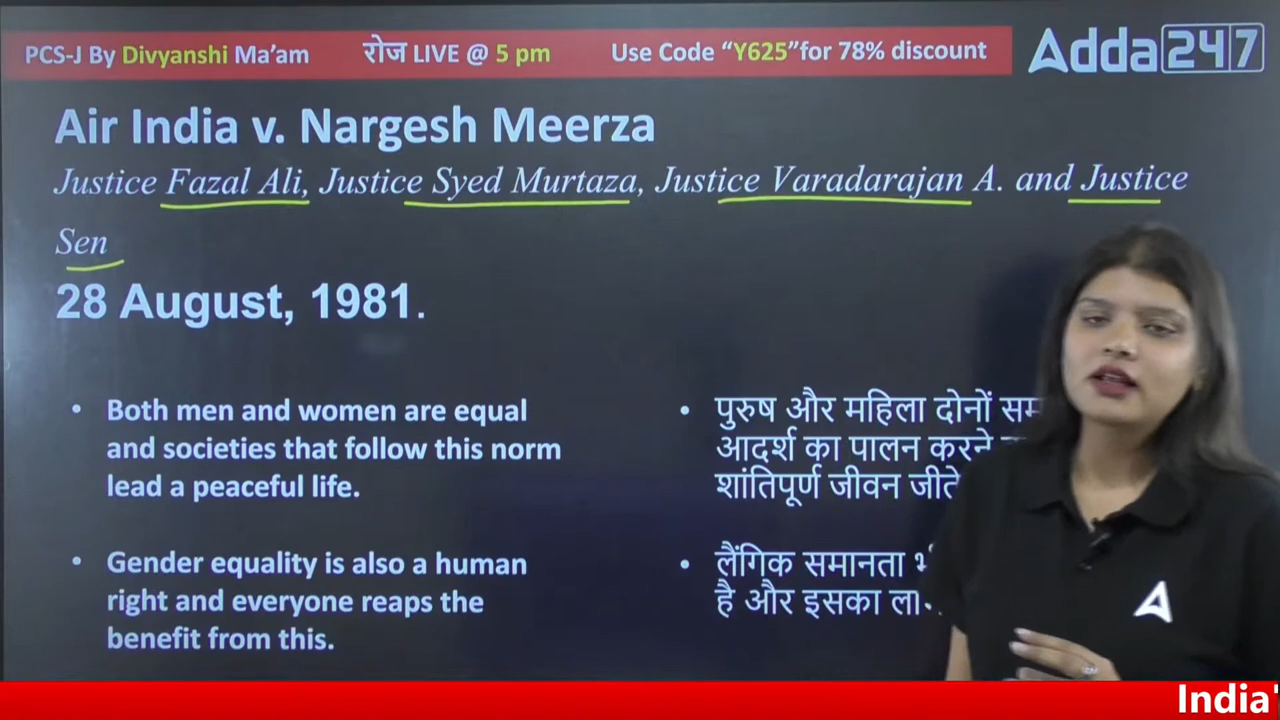 PCS-J By Divyanshi Ma'am रोज LIVE @ 5 pm Use Code “Y625”for 78% discount
Adda247
Air India v. Nargesh Meerza
Justice Fazal Ali, Justice Syed Murtaza, Justice Varadarajan A. and Justice
Sen
28 August, 1981.
• Both men and women are equal
and societies that follow this norm
lead a peaceful life.
• Gender equality is also a human
right and everyone reaps the
benefit from this.
• पुरुष और महिला दोनों
आदर्श का पालन करने
शांतिपूर्ण जीवन जीते
• लैंगिक समानता
है और इसका
India'